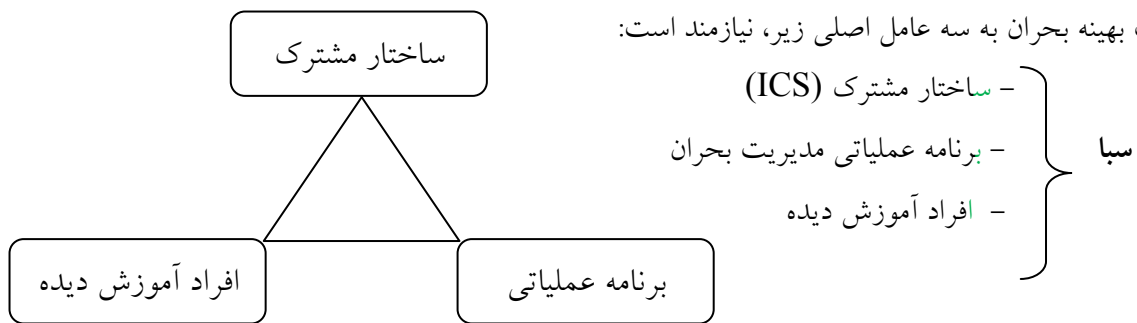 بهینه بحران به سه عامل اصلی زیر، نیازمند است:
– ساختار مشترک (ICS)
– برنامه عملیاتی مدیریت بحران
– افراد آموزش دیده
سبا
ساختار مشترک
افراد آموزش دیده
برنامه عملیاتی